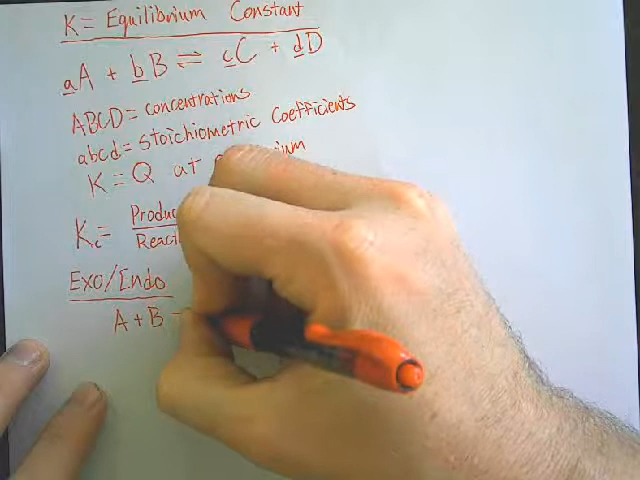 K = Equilibrium Constant
aA + bB ⇌ cC + dD
ABCD = concentrations
abcd = stoichiometric Coefficients
K = Q at
Kc =
Exo/Endo
A + B